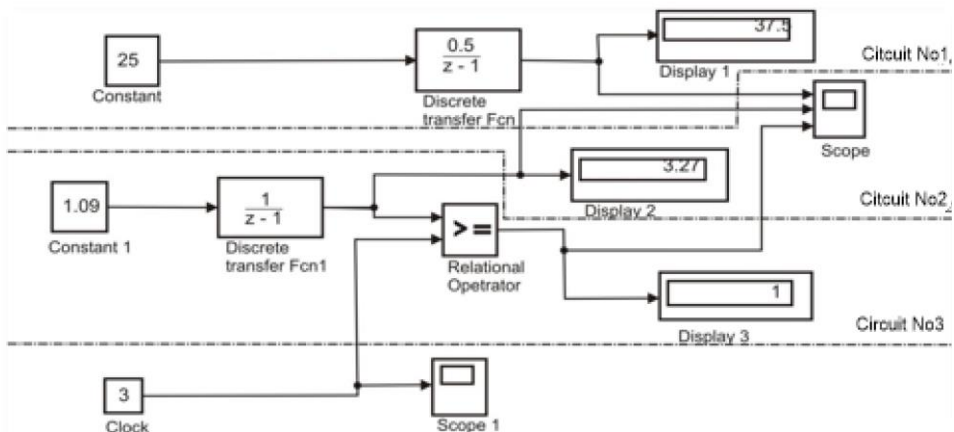 37.5
25
0.5
z - 1
Citcuit No1,
Display 1
Constant
Discrete
transfer Fcn
Scope
3.27
1.09
1
z - 1
Citcuit No2,
Display 2
> =
Constant 1
Discrete
transfer Fcn1
Relational
Opetrator
1
Circuit No3
Display 3
3
Clock
Scope 1